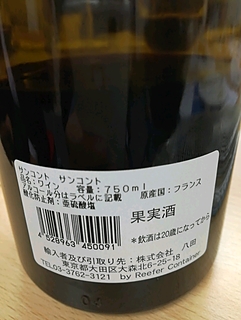 サンコント　サンコント
品名：ワイン　容量：750ml　原産国：フランス
アルコール分はラベルに記載
酸化防止剤：亜硫酸塩
果実酒
4 528963 450091
*飲酒は20歳になってから
輸入者及び引取り先：株式会社　八田
東京都大田区大森北6-25-18
TEL03-3762-3121　by Reefer Container